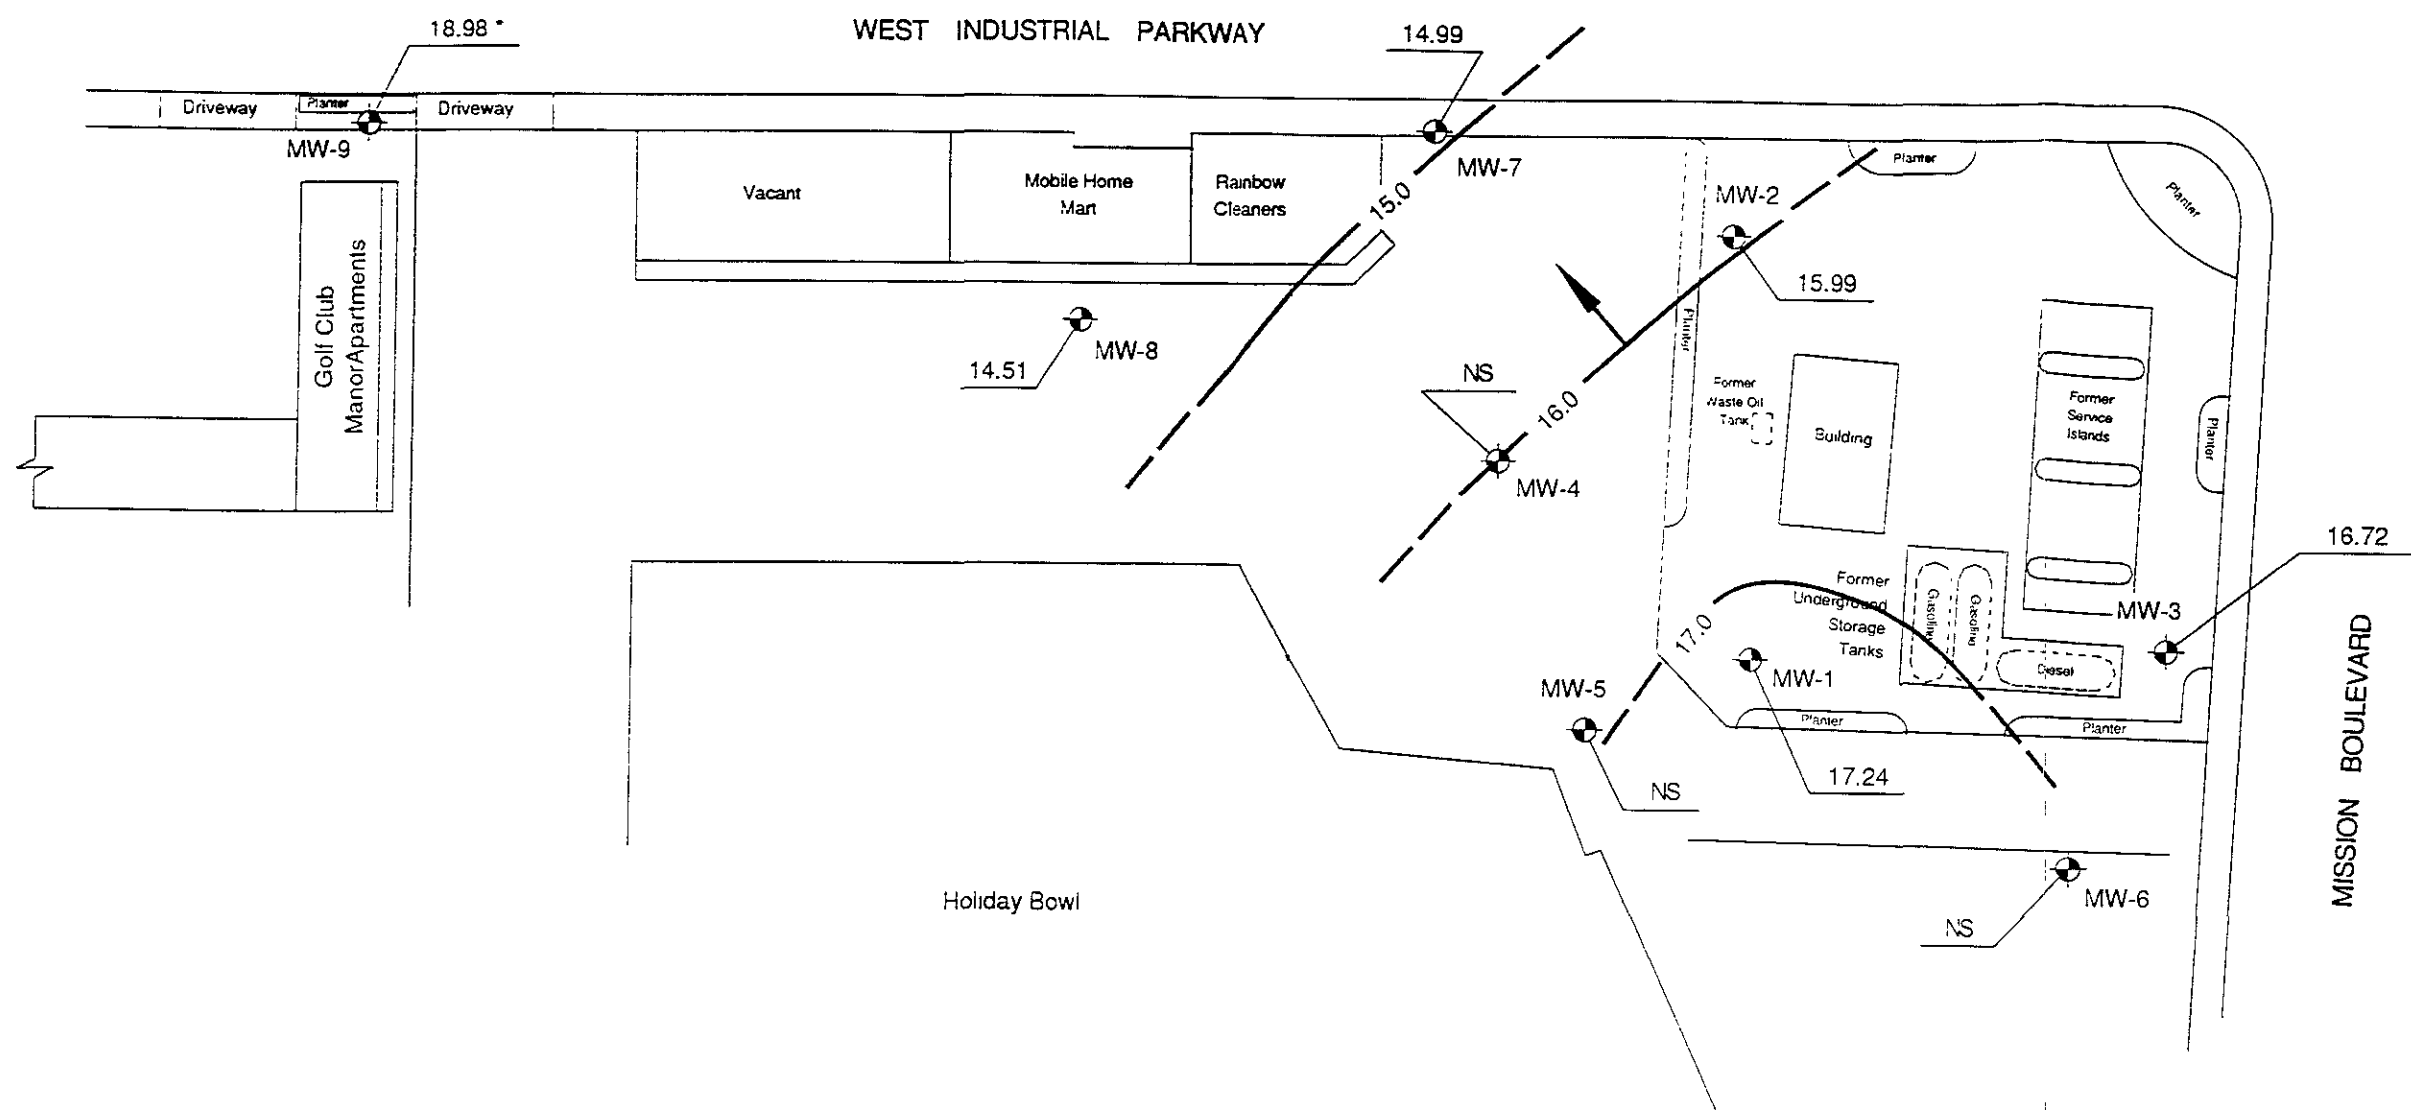 18.98 *
WEST INDUSTRIAL PARKWAY
14.99
Driveway
Planter
Driveway
MW-9
MW-7
Planter
Planter
Vacant
Mobile Home
Mart
Rainbow
Cleaners
15.0
MW-2
15.99
Golf Club
Manor Apartments
Planter
MW-8
14.51
NS
16.0
MW-4
Former
Waste Oil
Tank
Building
Former
Service
Islands
Planter
16.72
Former
Underground
Storage
Tanks
Gasoline
Gasoline
Diesel
MW-3
17.0
MW-1
MW-5
Planter
Planter
17.24
NS
MISSION BOULEVARD
Holiday Bowl
MW-6
NS